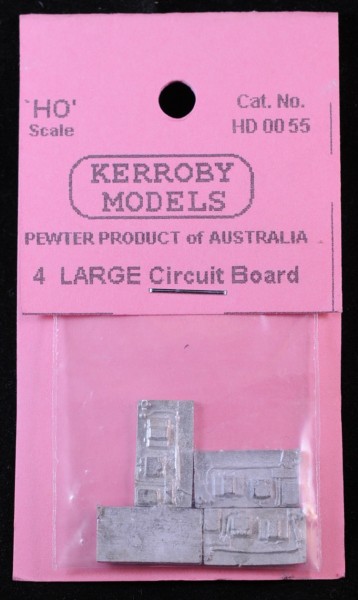 'HO'
Scale
Cat. No.
HD 00 55
KERROBY
MODELS
PEWTER PRODUCT of AUSTRALIA
4 LARGE Circuit Board